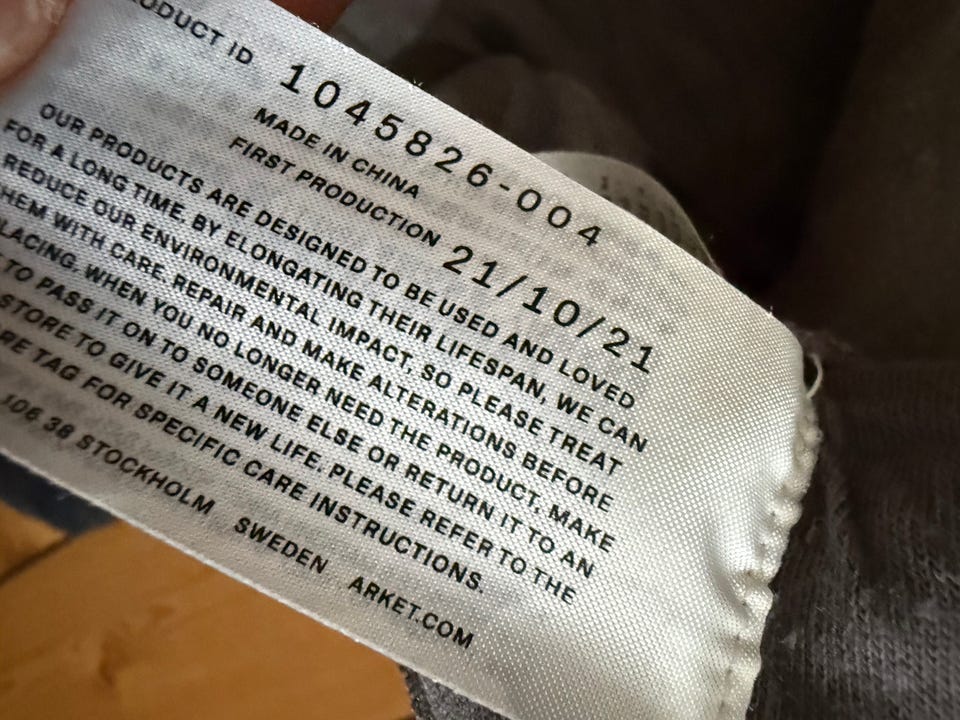 PRODUCT ID 1045826-004
MADE IN CHINA
FIRST PRODUCTION 21/10/21
OUR PRODUCTS ARE DESIGNED TO BE USED AND LOVED
FOR A LONG TIME. BY ELONGATING THEIR LIFESPAN, WE CAN
REDUCE OUR ENVIRONMENTAL IMPACT, SO PLEASE TREAT
THEM WITH CARE. REPAIR AND MAKE ALTERATIONS BEFORE
REPLACING. WHEN YOU NO LONGER NEED THE PRODUCT, MAKE
TO PASS IT ON TO SOMEONE ELSE OR RETURN IT TO AN
STORE TO GIVE IT A NEW LIFE. PLEASE REFER TO THE
TAG FOR SPECIFIC CARE INSTRUCTIONS.
106 38 STOCKHOLM SWEDEN ARKET.COM